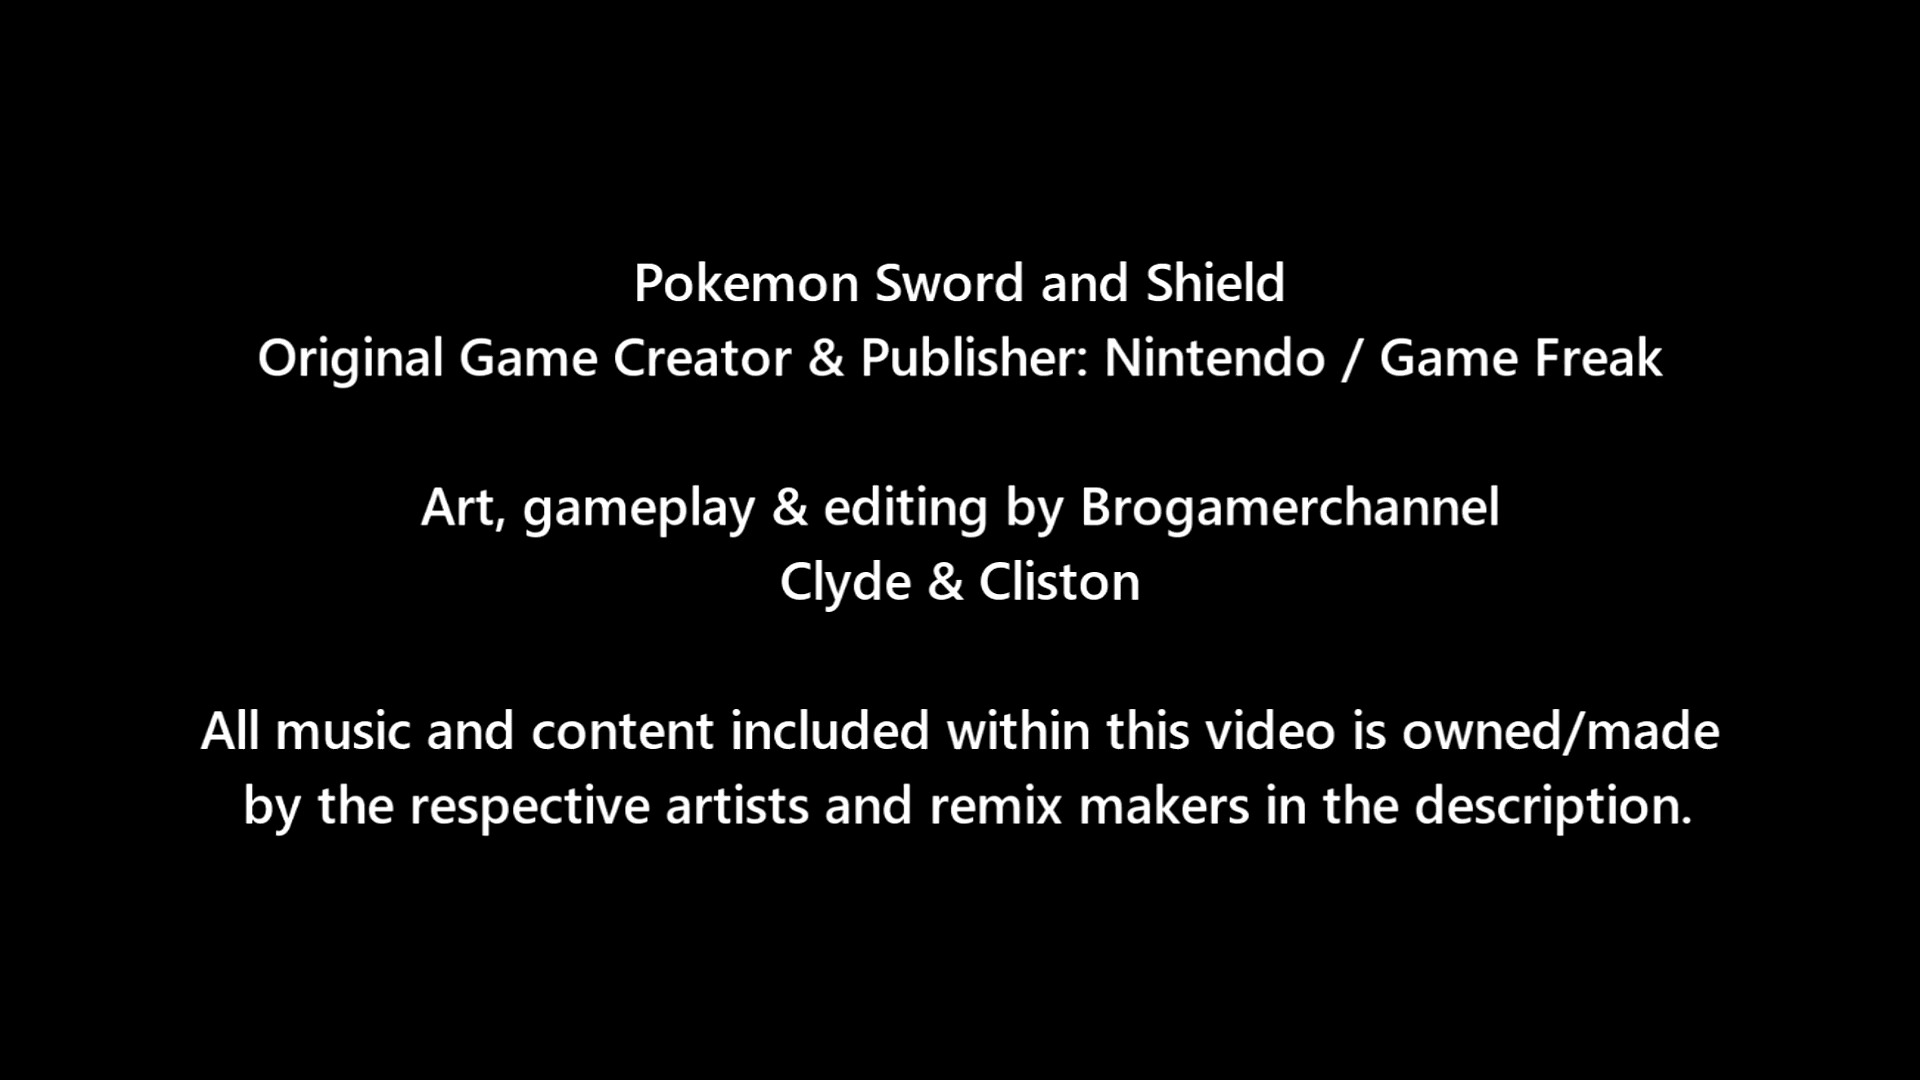 Pokemon Sword and Shield
Original Game Creator & Publisher: Nintendo / Game Freak
Art, gameplay & editing by Brogamerchannel
Clyde & Cliston
All music and content included within this video is owned/made
by the respective artists and remix makers in the description.